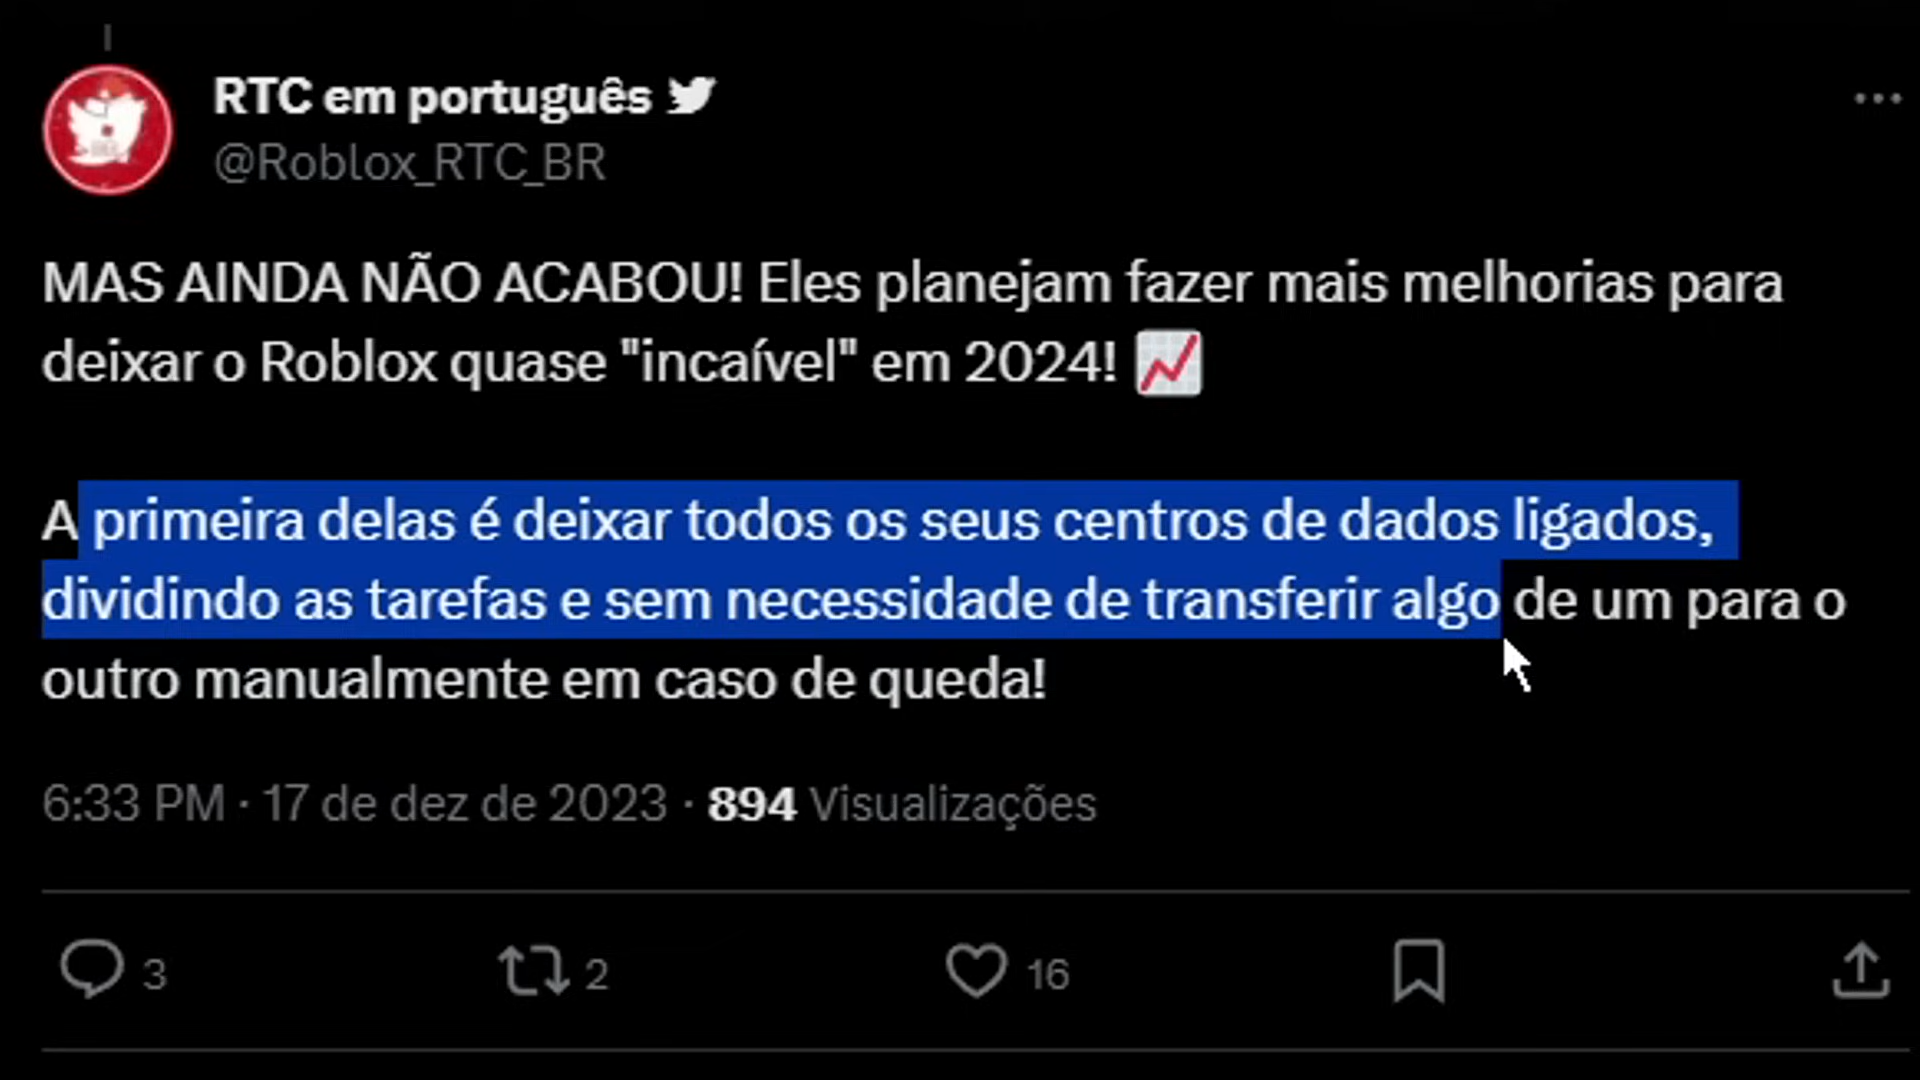 RTC em português
@Roblox_RTC_BR
MAS AINDA NÃO ACABOU! Eles planejam fazer mais melhorias para
deixar o Roblox quase "incaível" em 2024! 📈
A primeira delas é deixar todos os seus centros de dados ligados,
dividindo as tarefas e sem necessidade de transferir algo de um para o
outro manualmente em caso de queda!
6:33 PM · 17 de dez de 2023 · 894 Visualizações
3 2 16